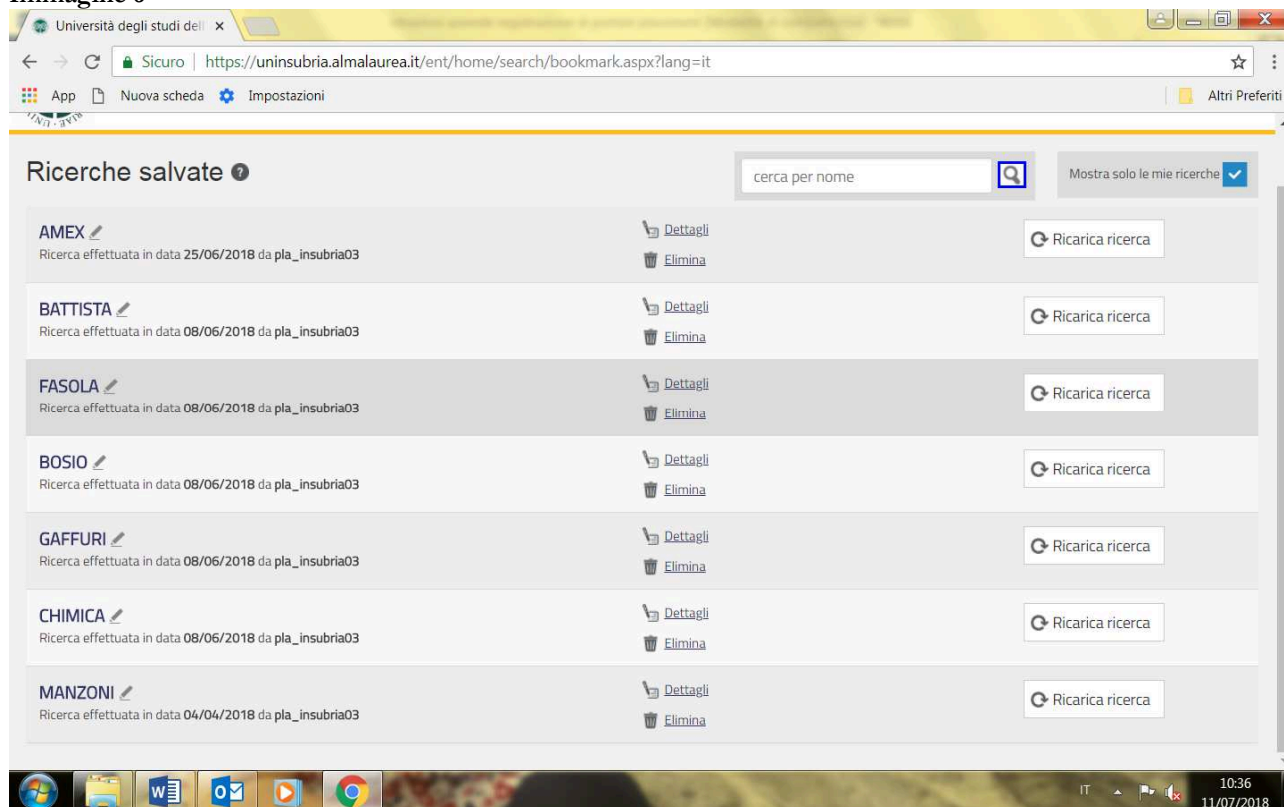 Università degli studi dell
Sicuro | https://uninsubria.almalaurea.it/ent/home/search/bookmark.aspx?lang=it
App Nuova scheda Impostazioni Altri Preferiti
Ricerche salvate ?
cerca per nome
Mostra solo le mie ricerche
AMEX
Ricerca effettuata in data 25/06/2018 da pla_insubria03
Dettagli
Elimina
Ricarica ricerca
BATTISTA
Ricerca effettuata in data 08/06/2018 da pla_insubria03
Dettagli
Elimina
Ricarica ricerca
FASOLA
Ricerca effettuata in data 08/06/2018 da pla_insubria03
Dettagli
Elimina
Ricarica ricerca
BOSIO
Ricerca effettuata in data 08/06/2018 da pla_insubria03
Dettagli
Elimina
Ricarica ricerca
GAFFURI
Ricerca effettuata in data 08/06/2018 da pla_insubria03
Dettagli
Elimina
Ricarica ricerca
CHIMICA
Ricerca effettuata in data 08/06/2018 da pla_insubria03
Dettagli
Elimina
Ricarica ricerca
MANZONI
Ricerca effettuata in data 04/04/2018 da pla_insubria03
Dettagli
Elimina
Ricarica ricerca
IT
10:36
11/07/2018